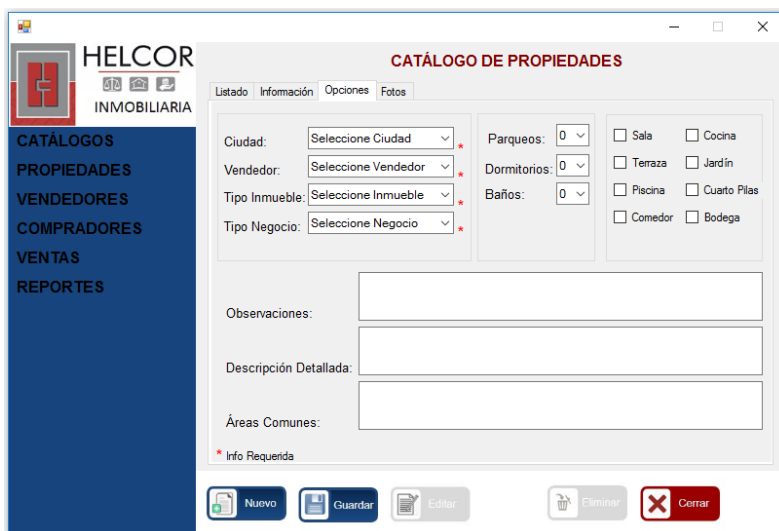 HELCOR
INMOBILIARIA
CATÁLOGOS
PROPIEDADES
VENDEDORES
COMPRADORES
VENTAS
REPORTES
CATÁLOGO DE PROPIEDADES
Listado Información Opciones Fotos
Ciudad: Seleccione Ciudad *
Vendedor: Seleccione Vendedor *
Tipo Inmueble: Seleccione Inmueble *
Tipo Negocio: Seleccione Negocio *
Parqueos: 0
Dormitorios: 0
Baños: 0
Sala Cocina
Terraza Jardín
Piscina Cuarto Pilas
Comedor Bodega
Observaciones:
Descripción Detallada:
Áreas Comunes:
* Info Requerida
Nuevo Guardar Editar Eliminar Cerrar